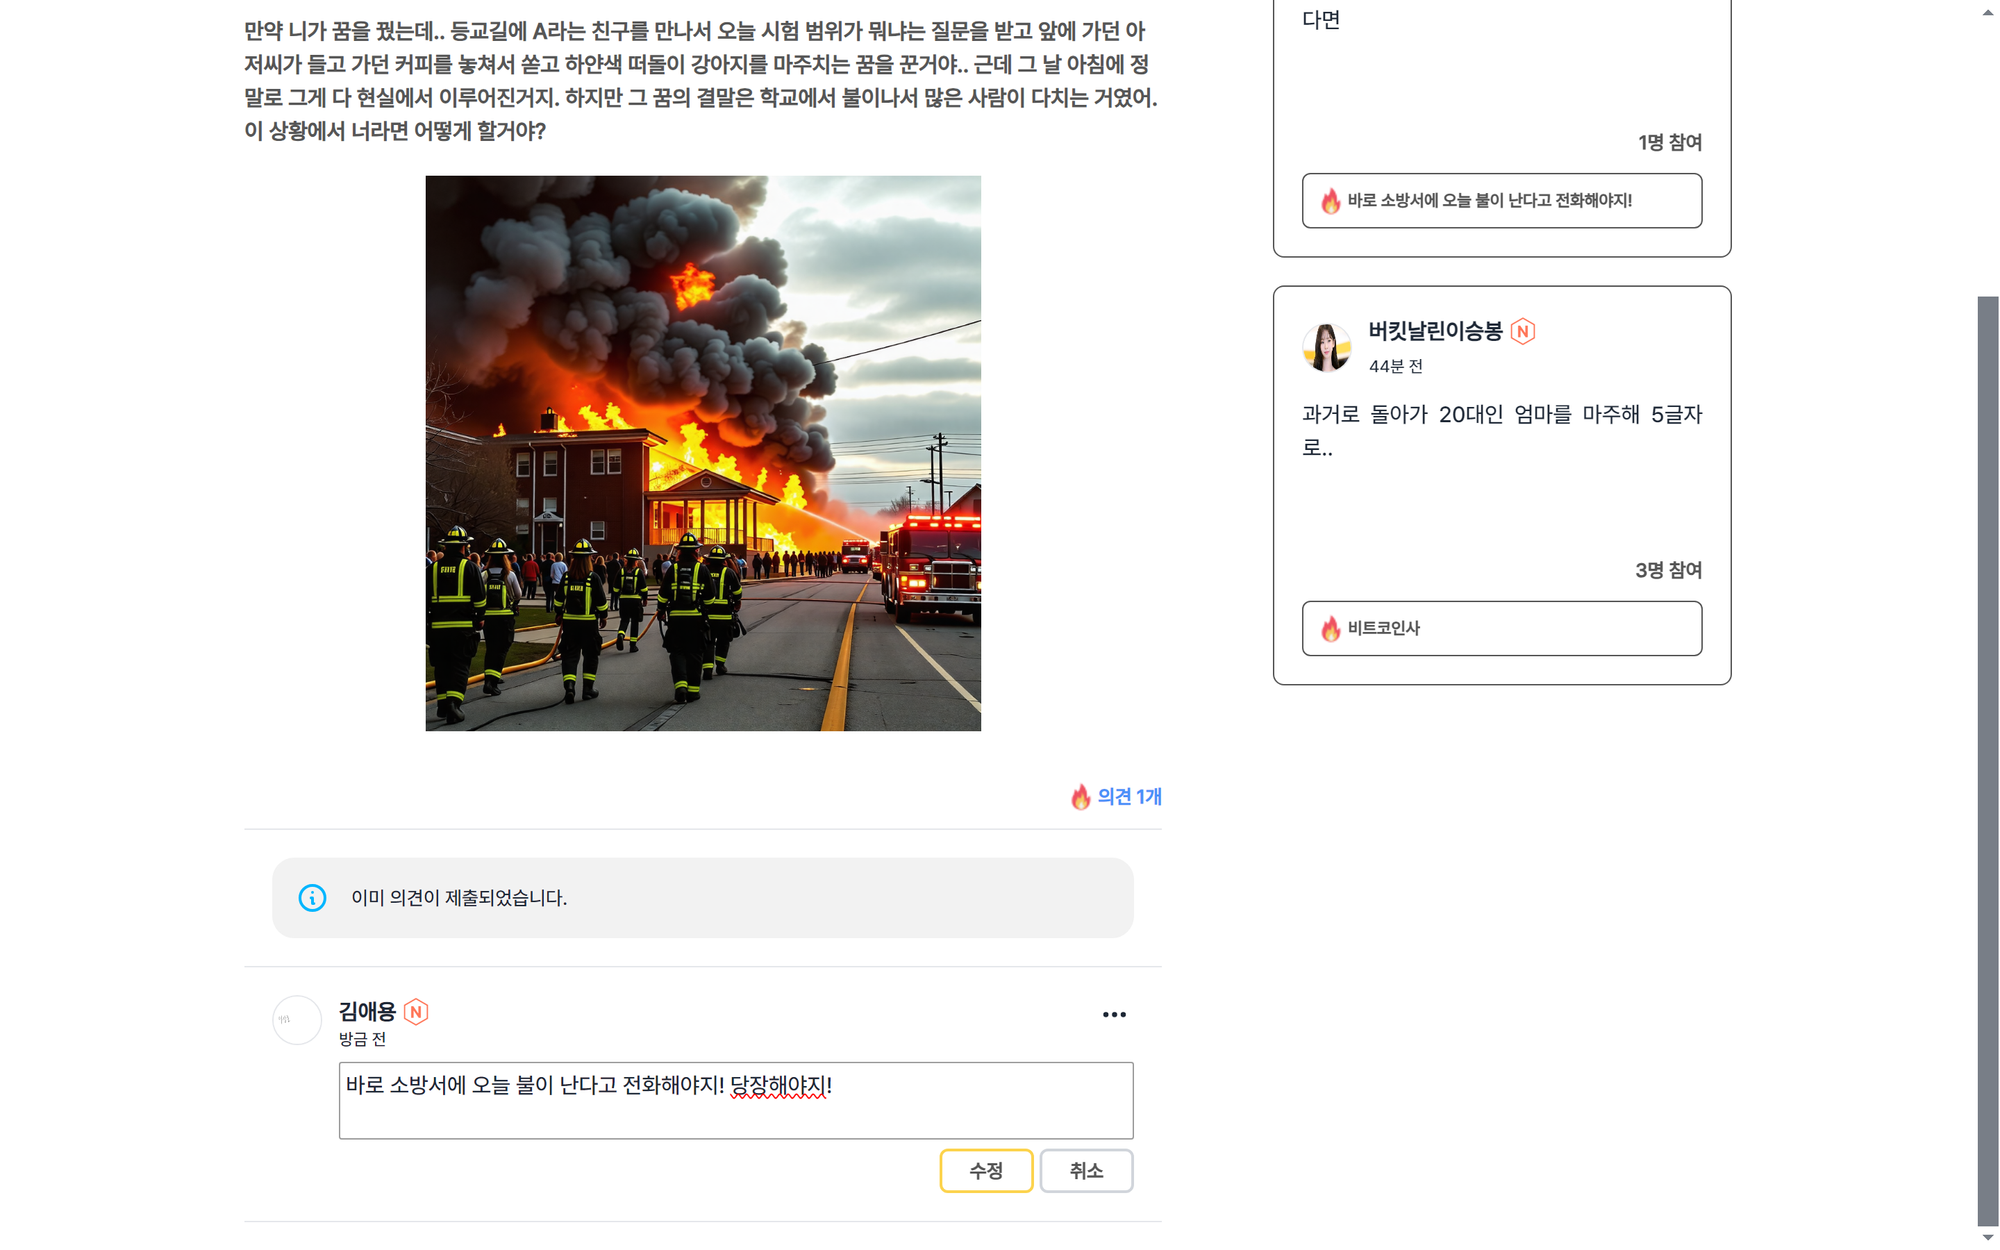 만약 니가 꿈을 꿨는데.. 등교길에 A라는 친구를 만나서 오늘 시험 범위가 뭐냐는 질문을 받고 앞에 가던 아
저씨가 들고 가던 커피를 놓쳐서 쏟고 하얀색 떠돌이 강아지를 마주치는 꿈을 꾼거야.. 근데 그 날 아침에 정
말로 그게 다 현실에서 이루어진거지. 하지만 그 꿈의 결말은 학교에서 불이나서 많은 사람이 다치는 거였어.
이 상황에서 너라면 어떻게 할거야?
의견 1개
이미 의견이 제출되었습니다.
김애용 N
방금 전
바로 소방서에 오늘 불이 난다고 전화해야지! 당장해야지!
수정
취소
다면
1명 참여
바로 소방서에 오늘 불이 난다고 전화해야지!
버킷날린이승봉 N
44분 전
과거로 돌아가 20대인 엄마를 마주해 5글자
로..
3명 참여
비트코인사